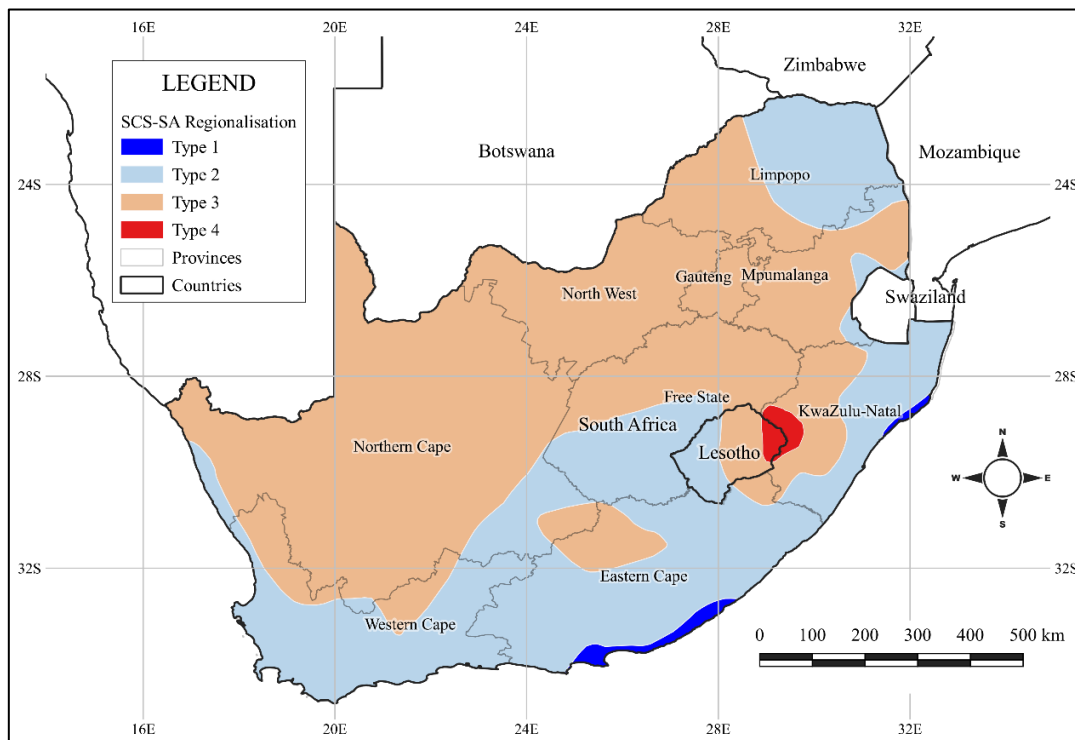 LEGEND
SCS-SA Regionalisation
Type 1
Type 2
Type 3
Type 4
Provinces
Countries
Zimbabwe
Botswana
Mozambique
Limpopo
24S
24S
Gauteng
Mpumalanga
North West
Swaziland
28S
28S
Free State
KwaZulu-Natal
South Africa
Northern Cape
Lesotho
N
W
E
S
32S
32S
Eastern Cape
Western Cape
0 100 200 300 400 500 km
16E 20E 24E 28E 32E
16E 20E 24E 28E 32E